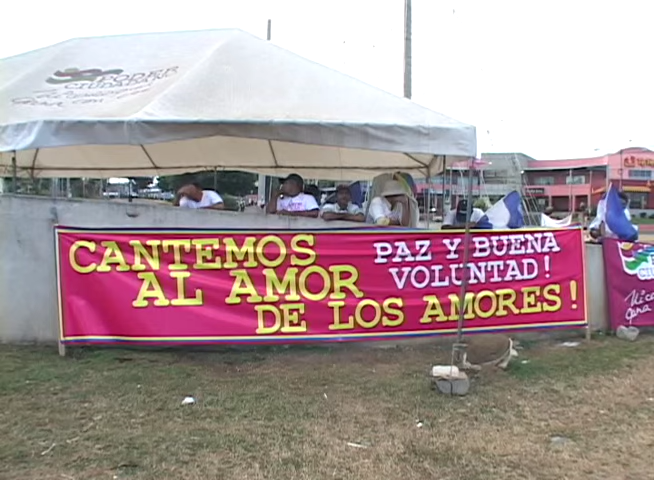 PODER
CIUDADANO
CANTEMOS
AL AMOR
DE LOS AMORES!
PAZ Y BUENA
VOLUNTAD!